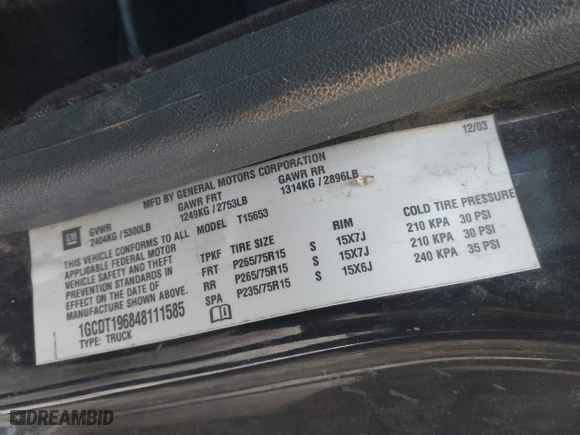 12/03
MFD BY GENERAL MOTORS CORPORATION
GVWR GAWR FRT GAWR RR
2404KG / 5300LB 1249KG / 2753LB 1314KG / 2896LB
THIS VEHICLE CONFORMS TO ALL MODEL: T15653
APPLICABLE FEDERAL MOTOR
VEHICLE SAFETY AND THEFT
PREVENTION STANDARDS IN
EFFECT ON THE DATE OF
MANUFACTURE SHOWN ABOVE.
1GCDT196848111585
TYPE: TRUCK
TPKF TIRE SIZE RIM COLD TIRE PRESSURE
FRT P265/75R15 S 15X7J 210 KPA 30 PSI
RR P265/75R15 S 15X7J 210 KPA 30 PSI
SPA P235/75R15 S 15X6J 240 KPA 35 PSI
GM
DREAMBID